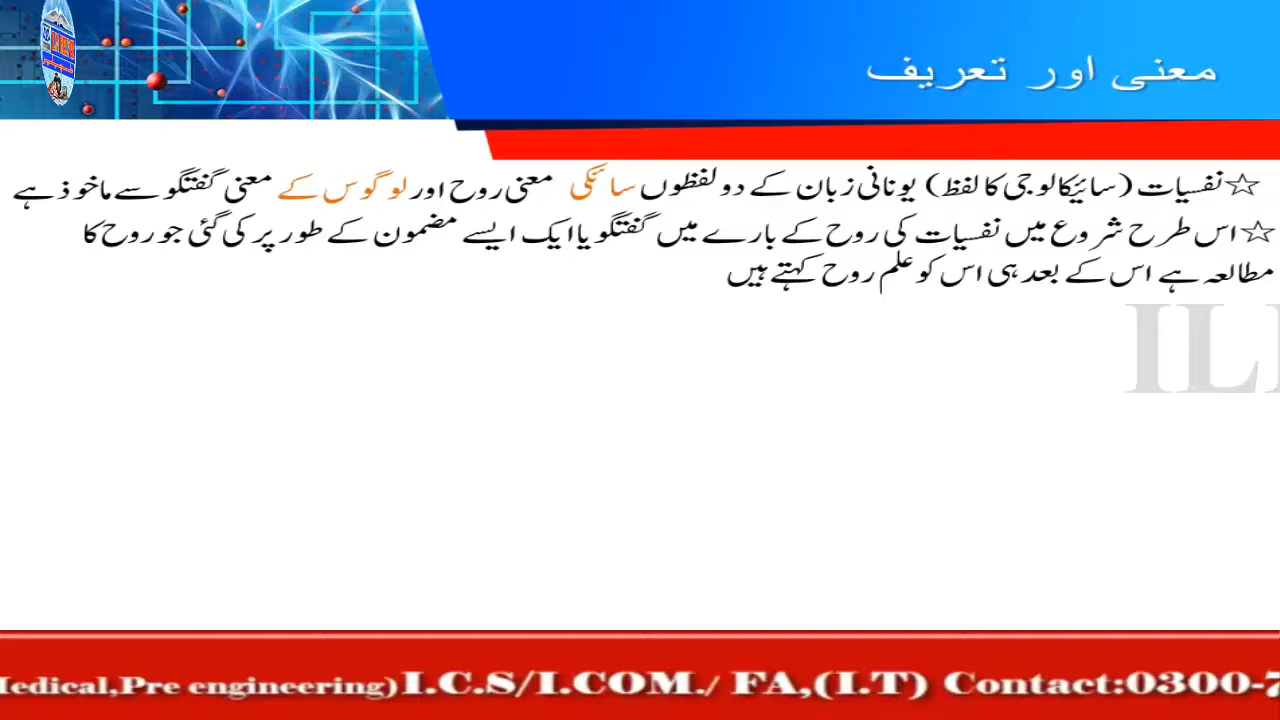 معنی اور تعریف
☆نفسیات (سائیکالوجی کا لفظ) یونانی زبان کے دو لفظوں سائیکی معنی روح اور لوگوس کے معنی گفتگو سے ماخوذ ہے
☆اس طرح شروع میں نفسیات کی روح کے بارے میں گفتگو یا ایک ایسے مضمون کے طور پر کی گئی جو روح کا
مطالعہ ہے اس کے بعد ہی اس کو علم روح کہتے ہیں
IL
Medical,Pre engineering)I.C.S/I.COM./ FA,(I.T) Contact:0300-7